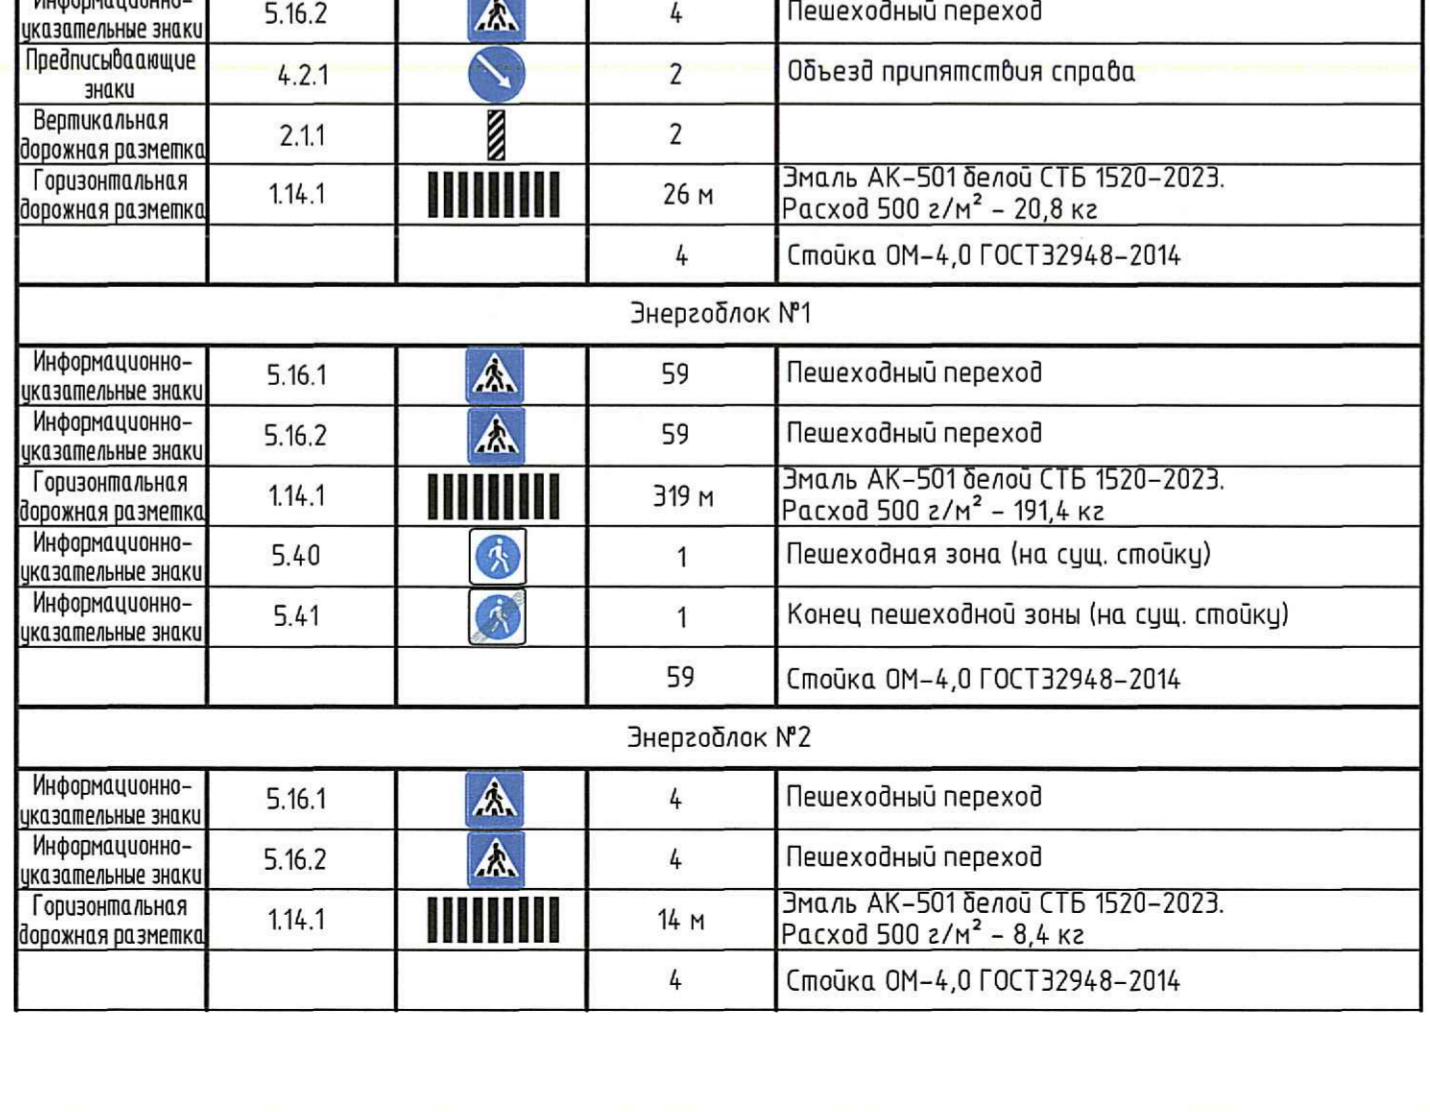 Информационно-
указательные знаки
5.16.2
4
Пешеходный переход
Предписываающие
знаки
4.2.1
2
Объезд припятствия справа
Вертикальная
дорожная разметка
2.1.1
2
Горизонтальная
дорожная разметка
1.14.1
26 м
Эмаль АК-501 белой СТБ 1520-2023.
Расход 500 г/м² - 20,8 кг
4
Стойка ОМ-4,0 ГОСТ32948-2014
Энергоблок №1
Информационно-
указательные знаки
5.16.1
59
Пешеходный переход
Информационно-
указательные знаки
5.16.2
59
Пешеходный переход
Горизонтальная
дорожная разметка
1.14.1
319 м
Эмаль АК-501 белой СТБ 1520-2023.
Расход 500 г/м² - 191,4 кг
Информационно-
указательные знаки
5.40
1
Пешеходная зона (на сущ. стойку)
Информационно-
указательные знаки
5.41
1
Конец пешеходной зоны (на сущ. стойку)
59
Стойка ОМ-4,0 ГОСТ32948-2014
Энергоблок №2
Информационно-
указательные знаки
5.16.1
4
Пешеходный переход
Информационно-
указательные знаки
5.16.2
4
Пешеходный переход
Горизонтальная
дорожная разметка
1.14.1
14 м
Эмаль АК-501 белой СТБ 1520-2023.
Расход 500 г/м² - 8,4 кг
4
Стойка ОМ-4,0 ГОСТ32948-2014